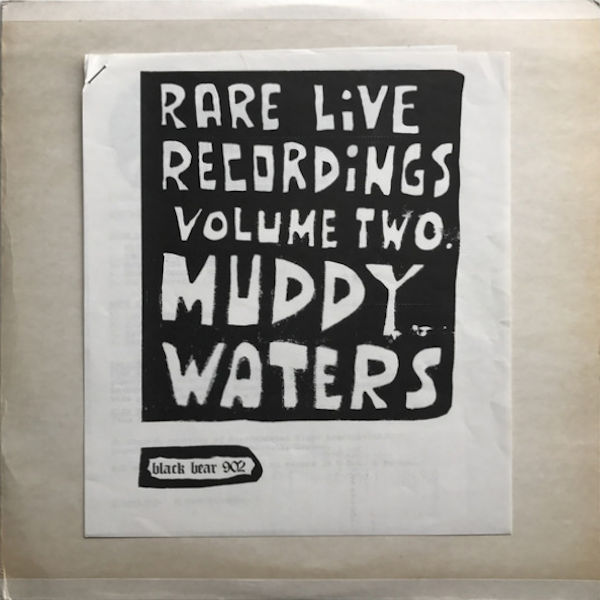 RARE LiVE
RECORDiNGS
VOLUME TWO.
MUDDY
WATERS
black bear 902